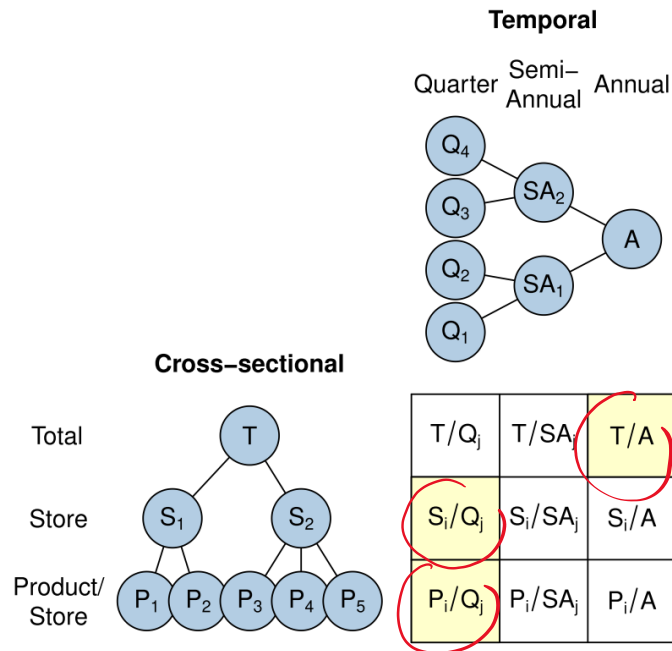 Temporal
Quarter Semi− Annual Annual
Q₄
Q₃
SA₂
A
Q₂
SA₁
Q₁
Cross−sectional
Total
T
Store
S₁ S₂
Product/ Store
P₁ P₂ P₃ P₄ P₅
T/Qⱼ T/SAⱼ T/A
Sᵢ/Qⱼ Sᵢ/SAⱼ Sᵢ/A
Pᵢ/Qⱼ Pᵢ/SAⱼ Pᵢ/A